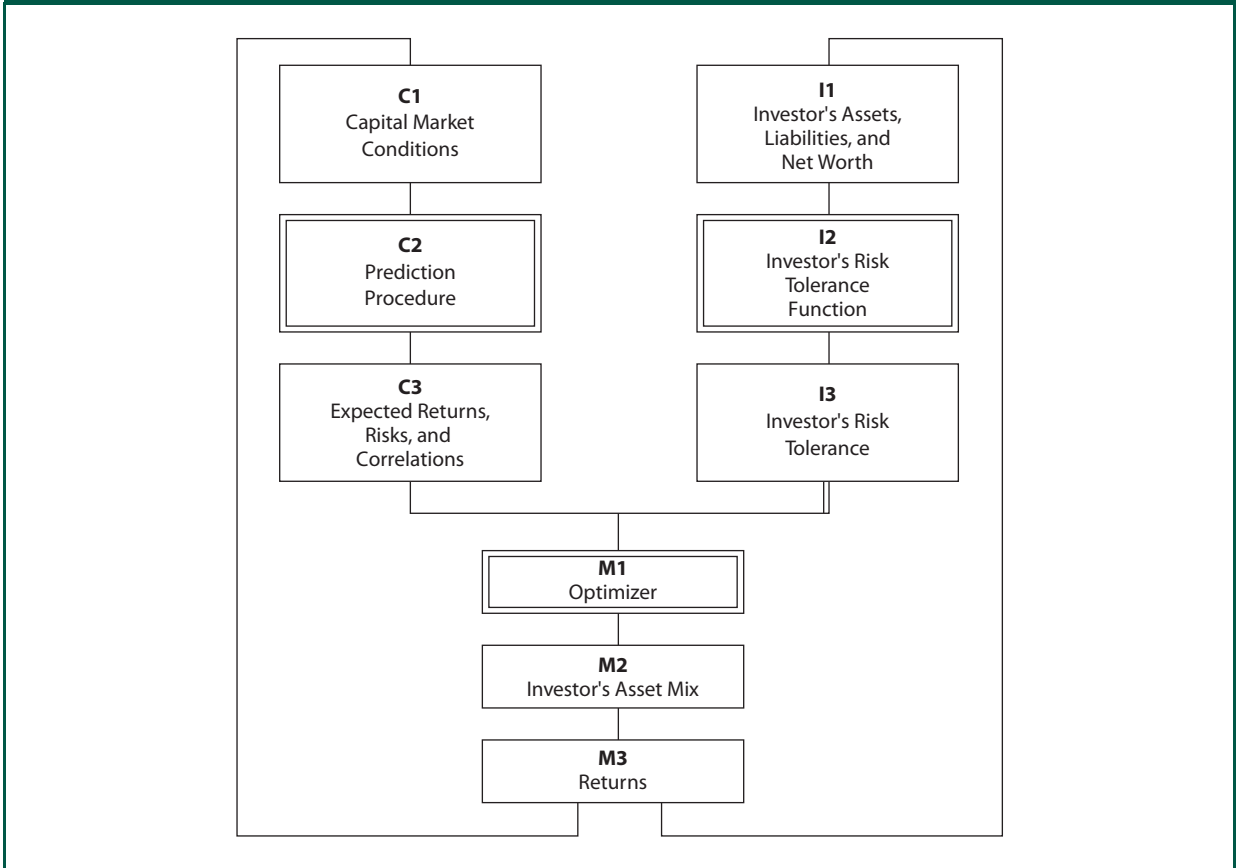 C1
Capital Market
Conditions
I1
Investor's Assets,
Liabilities, and
Net Worth
C2
Prediction
Procedure
I2
Investor's Risk
Tolerance
Function
C3
Expected Returns,
Risks, and
Correlations
I3
Investor's Risk
Tolerance
M1
Optimizer
M2
Investor's Asset Mix
M3
Returns